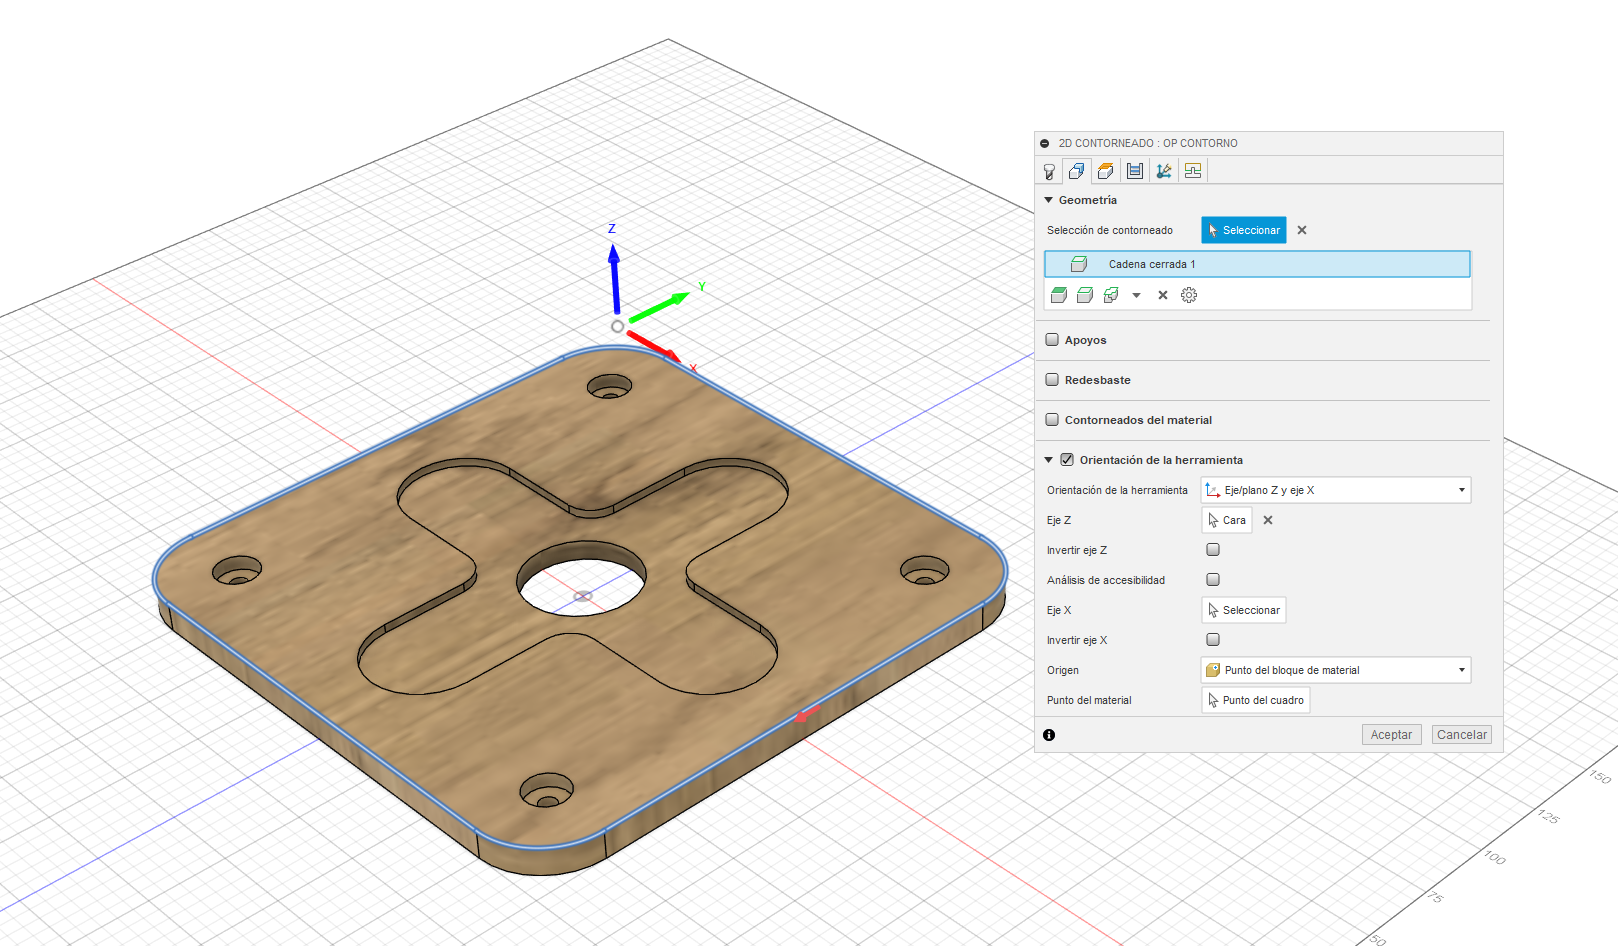 Z
Y
X
2D CONTORNEADO : OP CONTORNO
Geometría
Selección de contorneado
Seleccionar
Cadena cerrada 1
Apoyos
Redesbaste
Contorneados del material
Orientación de la herramienta
Orientación de la herramienta
Eje/plano Z y eje X
Eje Z
Cara
Invertir eje Z
Análisis de accesibilidad
Eje X
Seleccionar
Invertir eje X
Origen
Punto del bloque de material
Punto del material
Punto del cuadro
Aceptar
Cancelar
150
125
100
75
50